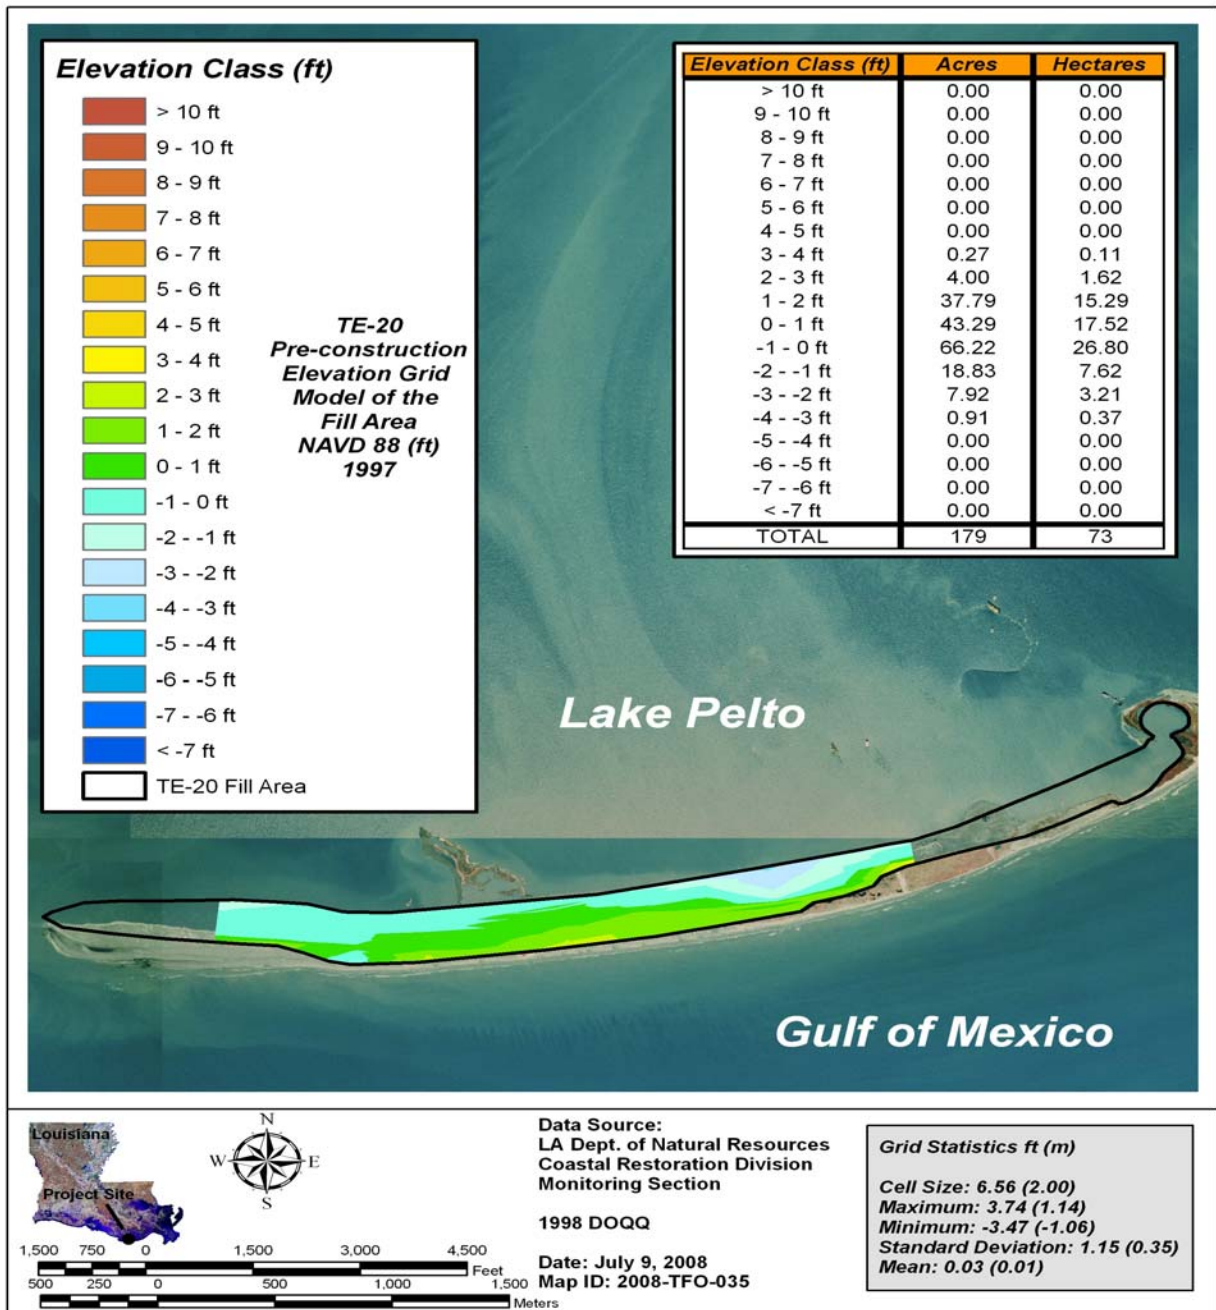 Elevation Class (ft)
> 10 ft
9 - 10 ft
8 - 9 ft
7 - 8 ft
6 - 7 ft
5 - 6 ft
4 - 5 ft
3 - 4 ft
2 - 3 ft
1 - 2 ft
0 - 1 ft
-1 - 0 ft
-2 - -1 ft
-3 - -2 ft
-4 - -3 ft
-5 - -4 ft
-6 - -5 ft
-7 - -6 ft
< -7 ft
TE-20 Fill Area
TE-20
Pre-construction
Elevation Grid
Model of the
Fill Area
NAVD 88 (ft)
1997
Elevation Class (ft) Acres Hectares
> 10 ft 0.00 0.00
9 - 10 ft 0.00 0.00
8 - 9 ft 0.00 0.00
7 - 8 ft 0.00 0.00
6 - 7 ft 0.00 0.00
5 - 6 ft 0.00 0.00
4 - 5 ft 0.00 0.00
3 - 4 ft 0.27 0.11
2 - 3 ft 4.00 1.62
1 - 2 ft 37.79 15.29
0 - 1 ft 43.29 17.52
-1 - 0 ft 66.22 26.80
-2 - -1 ft 18.83 7.62
-3 - -2 ft 7.92 3.21
-4 - -3 ft 0.91 0.37
-5 - -4 ft 0.00 0.00
-6 - -5 ft 0.00 0.00
-7 - -6 ft 0.00 0.00
< -7 ft 0.00 0.00
TOTAL 179 73
Lake Pelto
Gulf of Mexico
Louisiana
Project Site
N
W E
S
1,500 750 0 1,500 3,000 4,500
Feet
500 250 0 500 1,000 1,500
Meters
Data Source:
LA Dept. of Natural Resources
Coastal Restoration Division
Monitoring Section
1998 DOQQ
Date: July 9, 2008
Map ID: 2008-TFO-035
Grid Statistics ft (m)
Cell Size: 6.56 (2.00)
Maximum: 3.74 (1.14)
Minimum: -3.47 (-1.06)
Standard Deviation: 1.15 (0.35)
Mean: 0.03 (0.01)